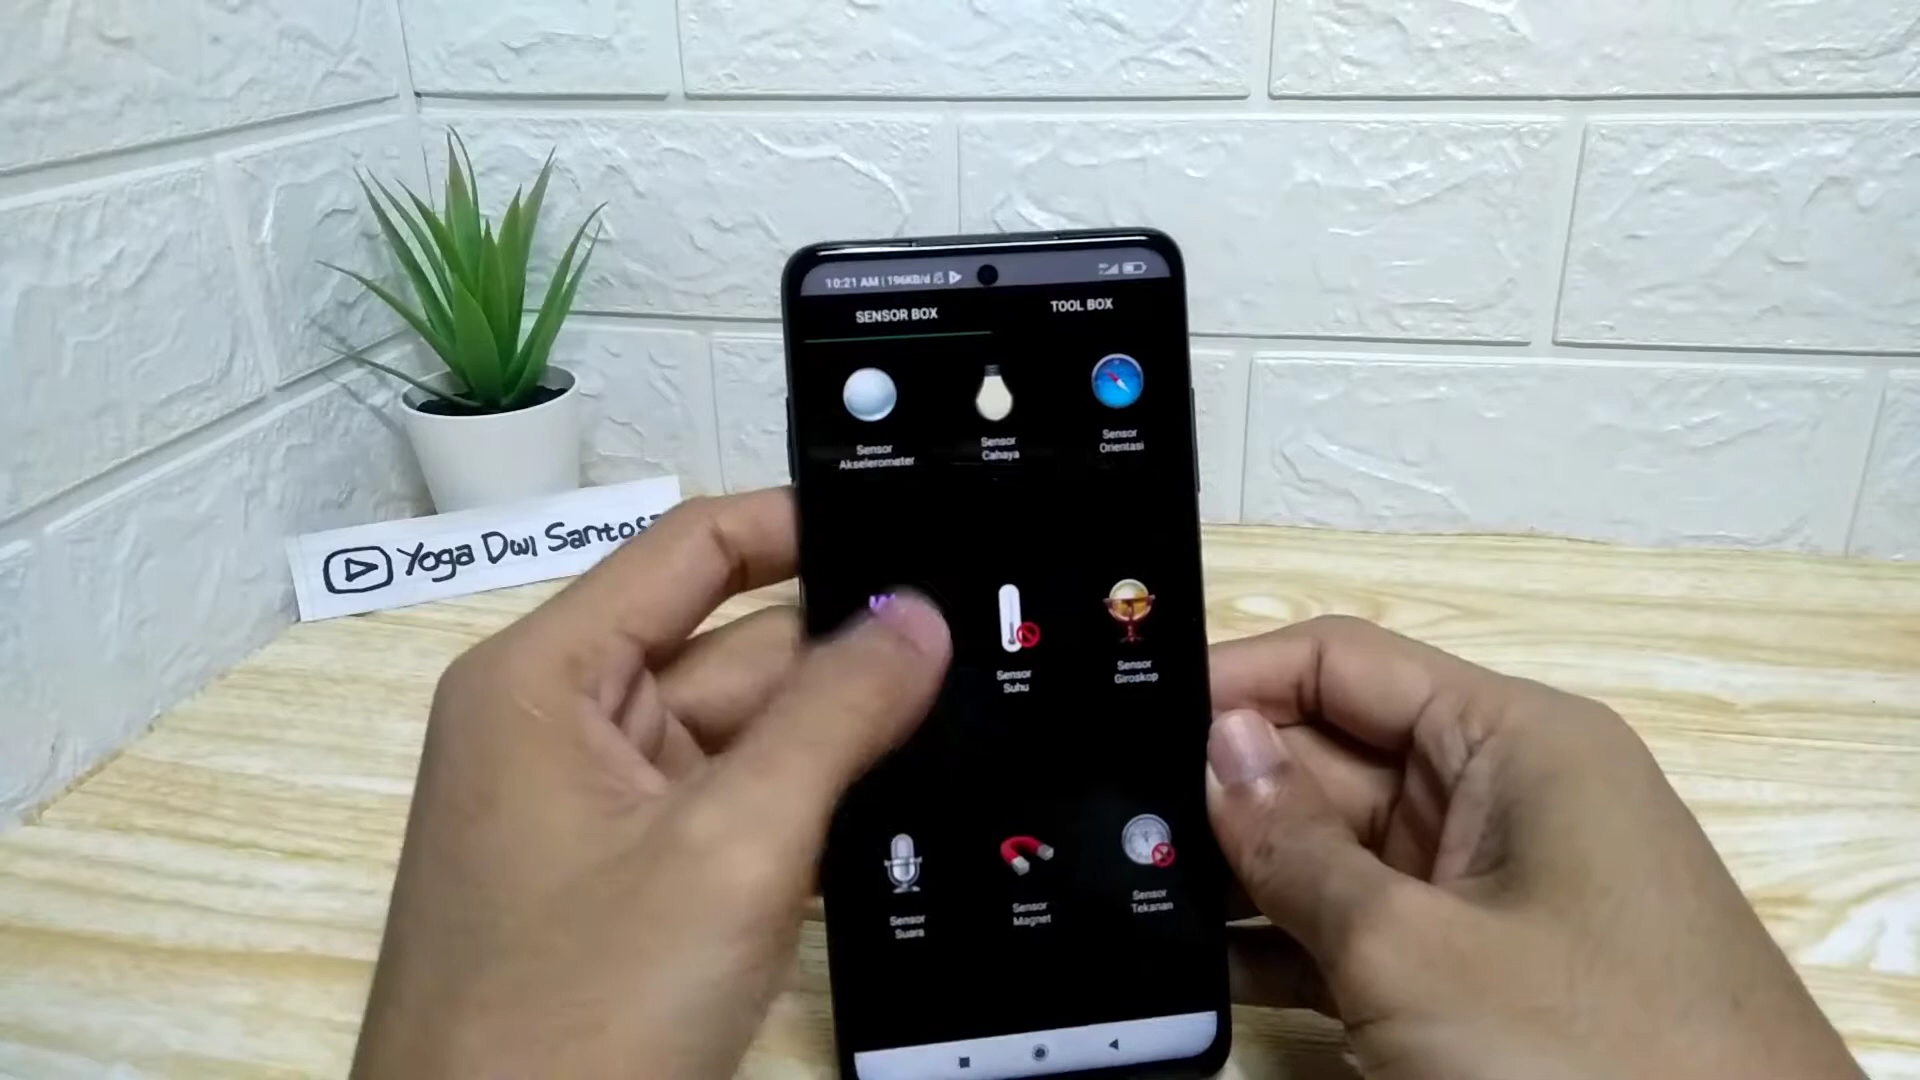 10:21 AM | 196KB/d
SENSOR BOX
TOOL BOX
Sensor
Akselerometer
Sensor
Cahaya
Sensor
Orientasi
Sensor
Suhu
Sensor
Giroskop
Sensor
Suara
Sensor
Magnet
Sensor
Tekanan
Yoga Dwi Santosa